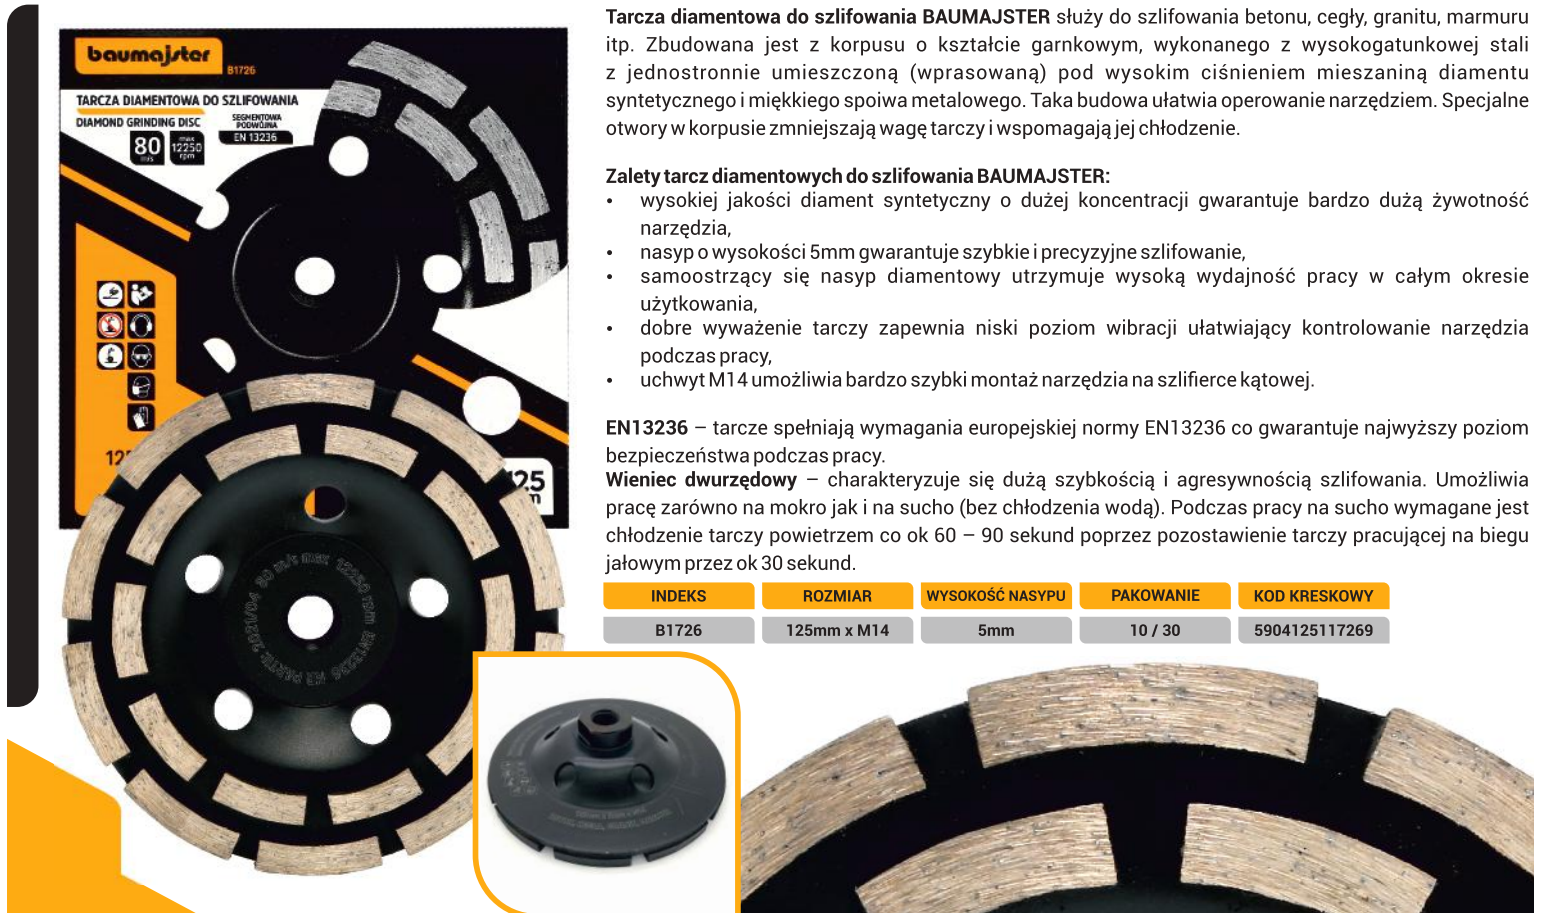 baumajster
B1726
TARCZA DIAMENTOWA DO SZLIFOWANIA
DIAMOND GRINDING DISC
SEGMENTOWA
PODWÓJNA
EN 13236
80
m/s
max
12250
rpm
125
mm
80 m/s max 12250 rpm EN13236
Tarcza diamentowa do szlifowania BAUMAJSTER służy do szlifowania betonu, cegły, granitu, marmuru
itp. Zbudowana jest z korpusu o kształcie garnkowym, wykonanego z wysokogatunkowej stali
z jednostronnie umieszczoną (wprasowaną) pod wysokim ciśnieniem mieszaniną diamentu
syntetycznego i miękkiego spoiwa metalowego. Taka budowa ułatwia operowanie narzędziem. Specjalne
otwory w korpusie zmniejszają wagę tarczy i wspomagają jej chłodzenie.
Zalety tarcz diamentowych do szlifowania BAUMAJSTER:
• wysokiej jakości diament syntetyczny o dużej koncentracji gwarantuje bardzo dużą żywotność
narzędzia,
• nasyp o wysokości 5mm gwarantuje szybkie i precyzyjne szlifowanie,
• samoostrzący się nasyp diamentowy utrzymuje wysoką wydajność pracy w całym okresie
użytkowania,
• dobre wyważenie tarczy zapewnia niski poziom wibracji ułatwiający kontrolowanie narzędzia
podczas pracy,
• uchwyt M14 umożliwia bardzo szybki montaż narzędzia na szlifierce kątowej.
EN13236 – tarcze spełniają wymagania europejskiej normy EN13236 co gwarantuje najwyższy poziom
bezpieczeństwa podczas pracy.
Wieniec dwurzędowy – charakteryzuje się dużą szybkością i agresywnością szlifowania. Umożliwia
pracę zarówno na mokro jak i na sucho (bez chłodzenia wodą). Podczas pracy na sucho wymagane jest
chłodzenie tarczy powietrzem co ok 60 – 90 sekund poprzez pozostawienie tarczy pracującej na biegu
jałowym przez ok 30 sekund.
INDEKS ROZMIAR WYSOKOŚĆ NASYPU PAKOWANIE KOD KRESKOWY
B1726 125mm x M14 5mm 10 / 30 5904125117269